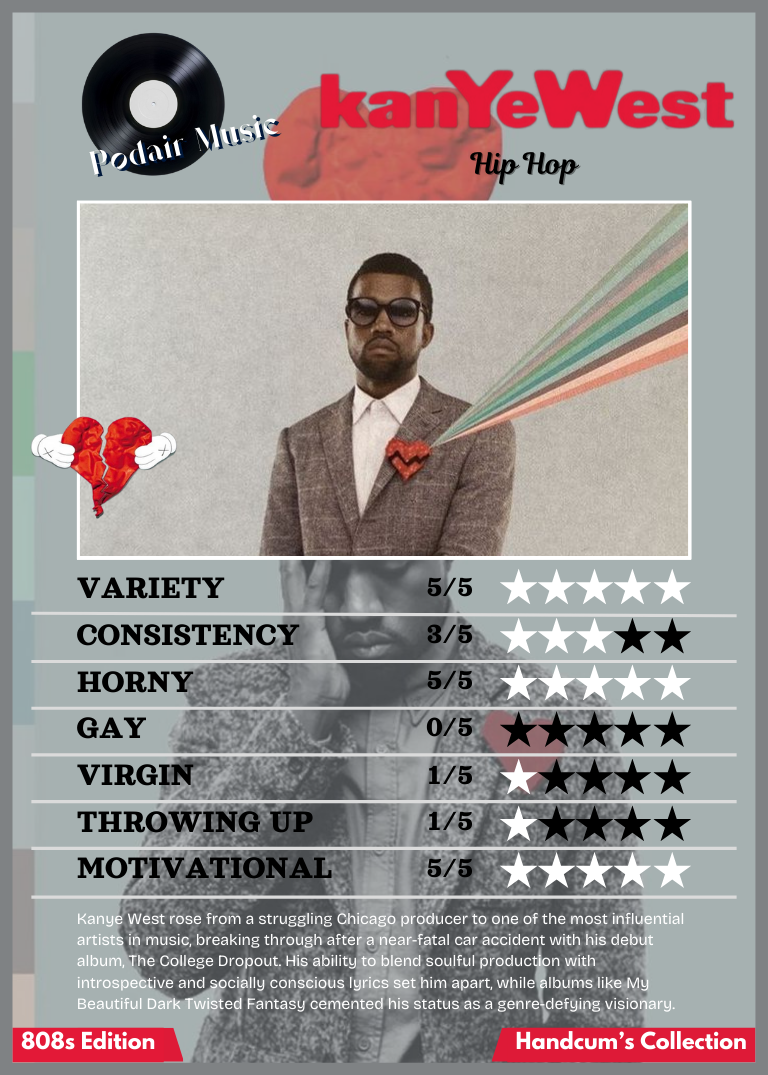 Podair Music
kanYeWest
Hip Hop
VARIETY 5/5
CONSISTENCY 3/5
HORNY 5/5
GAY 0/5
VIRGIN 1/5
THROWING UP 1/5
MOTIVATIONAL 5/5
Kanye West rose from a struggling Chicago producer to one of the most influential
artists in music, breaking through after a near-fatal car accident with his debut
album, The College Dropout. His ability to blend soulful production with
introspective and socially conscious lyrics set him apart, while albums like My
Beautiful Dark Twisted Fantasy cemented his status as a genre-defying visionary.
808s Edition
Handcum’s Collection